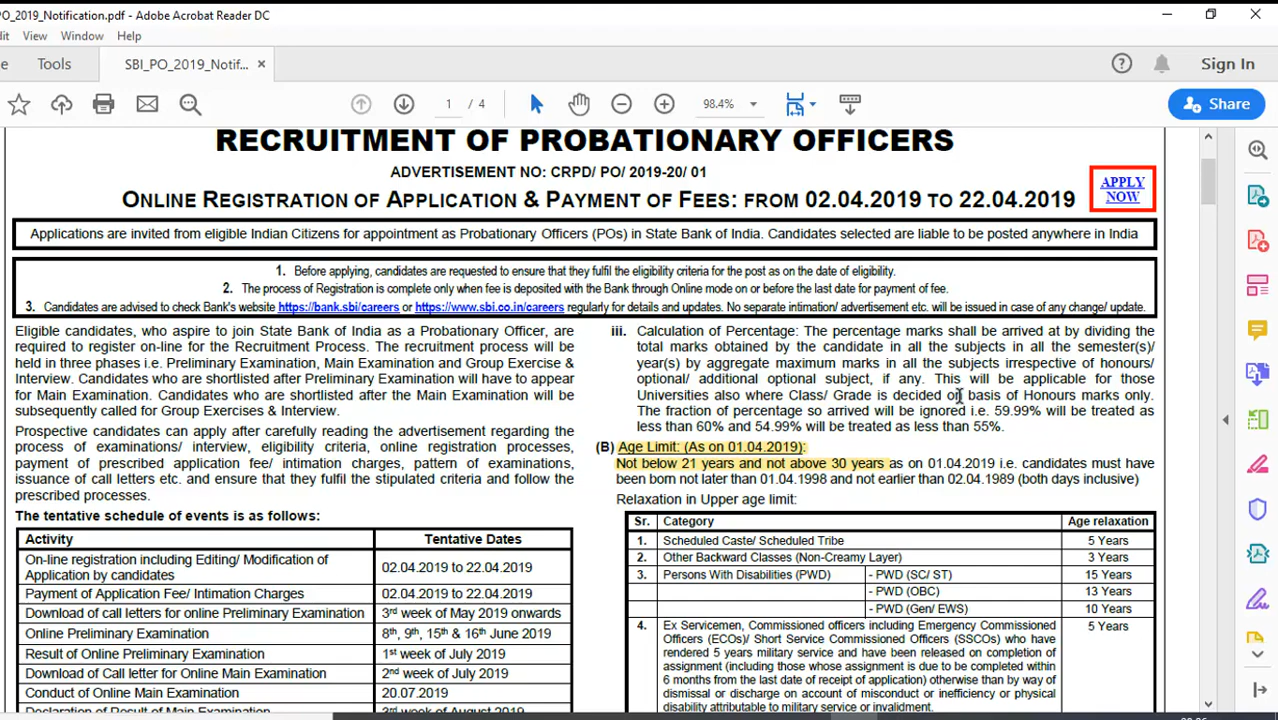 PO_2019_Notification.pdf - Adobe Acrobat Reader DC
dit View Window Help
e Tools SBI_PO_2019_Notif... ×
Sign In
1 / 4 98.4% Share
RECRUITMENT OF PROBATIONARY OFFICERS
ADVERTISEMENT NO: CRPD/ PO/ 2019-20/ 01
ONLINE REGISTRATION OF APPLICATION & PAYMENT OF FEES: FROM 02.04.2019 TO 22.04.2019
APPLY
NOW
Applications are invited from eligible Indian Citizens for appointment as Probationary Officers (POs) in State Bank of India. Candidates selected are liable to be posted anywhere in India
1. Before applying, candidates are requested to ensure that they fulfil the eligibility criteria for the post as on the date of eligibility.
2. The process of Registration is complete only when fee is deposited with the Bank through Online mode on or before the last date for payment of fee.
3. Candidates are advised to check Bank's website https://bank.sbi/careers or https://www.sbi.co.in/careers regularly for details and updates. No separate intimation/ advertisement etc. will be issued in case of any change/ update.
Eligible candidates, who aspire to join State Bank of India as a Probationary Officer, are
required to register on-line for the Recruitment Process. The recruitment process will be
held in three phases i.e. Preliminary Examination, Main Examination and Group Exercise &
Interview. Candidates who are shortlisted after Preliminary Examination will have to appear
for Main Examination. Candidates who are shortlisted after the Main Examination will be
subsequently called for Group Exercises & Interview.
Prospective candidates can apply after carefully reading the advertisement regarding the
process of examinations/ interview, eligibility criteria, online registration processes,
payment of prescribed application fee/ intimation charges, pattern of examinations,
issuance of call letters etc. and ensure that they fulfil the stipulated criteria and follow the
prescribed processes.
The tentative schedule of events is as follows:
Activity Tentative Dates
On-line registration including Editing/ Modification of
Application by candidates 02.04.2019 to 22.04.2019
Payment of Application Fee/ Intimation Charges 02.04.2019 to 22.04.2019
Download of call letters for online Preliminary Examination 3rd week of May 2019 onwards
Online Preliminary Examination 8th, 9th, 15th & 16th June 2019
Result of Online Preliminary Examination 1st week of July 2019
Download of Call Letter for Online Main Examination 2nd week of July 2019
Conduct of Online Main Examination 20.07.2019
Declaration of Result of Main Examination 3rd week of August 2019
iii. Calculation of Percentage: The percentage marks shall be arrived at by dividing the
total marks obtained by the candidate in all the subjects in all the semester(s)/
year(s) by aggregate maximum marks in all the subjects irrespective of honours/
optional/ additional optional subject, if any. This will be applicable for those
Universities also where Class/ Grade is decided on basis of Honours marks only.
The fraction of percentage so arrived will be ignored i.e. 59.99% will be treated as
less than 60% and 54.99% will be treated as less than 55%.
(B) Age Limit: (As on 01.04.2019):
Not below 21 years and not above 30 years as on 01.04.2019 i.e. candidates must have
been born not later than 01.04.1998 and not earlier than 02.04.1989 (both days inclusive)
Relaxation in Upper age limit:
Sr. Category Age relaxation
1. Scheduled Caste/ Scheduled Tribe 5 Years
2. Other Backward Classes (Non-Creamy Layer) 3 Years
3. Persons With Disabilities (PWD) - PWD (SC/ ST) 15 Years
- PWD (OBC) 13 Years
- PWD (Gen/ EWS) 10 Years
4. Ex Servicemen, Commissioned officers including Emergency Commissioned 5 Years
Officers (ECOs)/ Short Service Commissioned Officers (SSCOs) who have
rendered 5 years military service and have been released on completion of
assignment (including those whose assignment is due to be completed within
6 months from the last date of receipt of application) otherwise than by way of
dismissal or discharge on account of misconduct or inefficiency or physical
disability attributable to military service or invalidment.